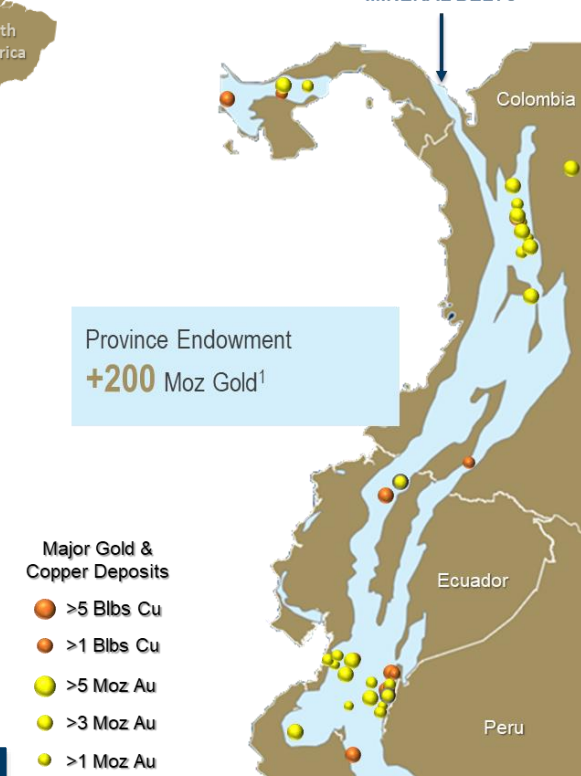 Colombia
Province Endowment
+200 Moz Gold¹
Major Gold &
Copper Deposits
>5 Blbs Cu
>1 Blbs Cu
>5 Moz Au
>3 Moz Au
>1 Moz Au
Ecuador
Peru